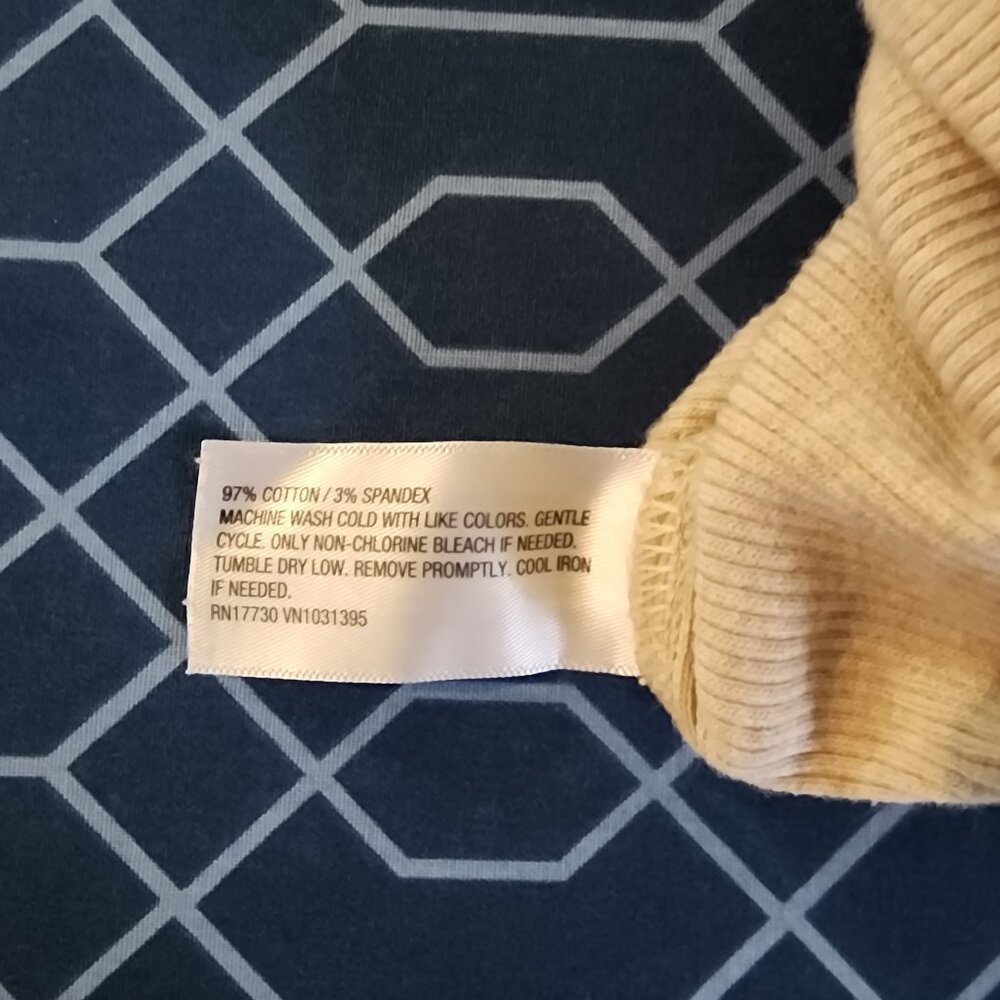 97% COTTON / 3% SPANDEX
MACHINE WASH COLD WITH LIKE COLORS. GENTLE
CYCLE. ONLY NON-CHLORINE BLEACH IF NEEDED.
TUMBLE DRY LOW. REMOVE PROMPTLY. COOL IRON
IF NEEDED.
RN17730 VN1031395